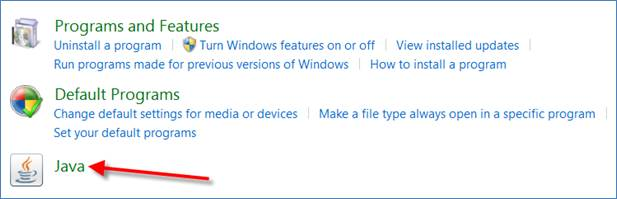 Programs and Features
Uninstall a program | Turn Windows features on or off | View installed updates
Run programs made for previous versions of Windows | How to install a program
Default Programs
Change default settings for media or devices | Make a file type always open in a specific program
Set your default programs
Java